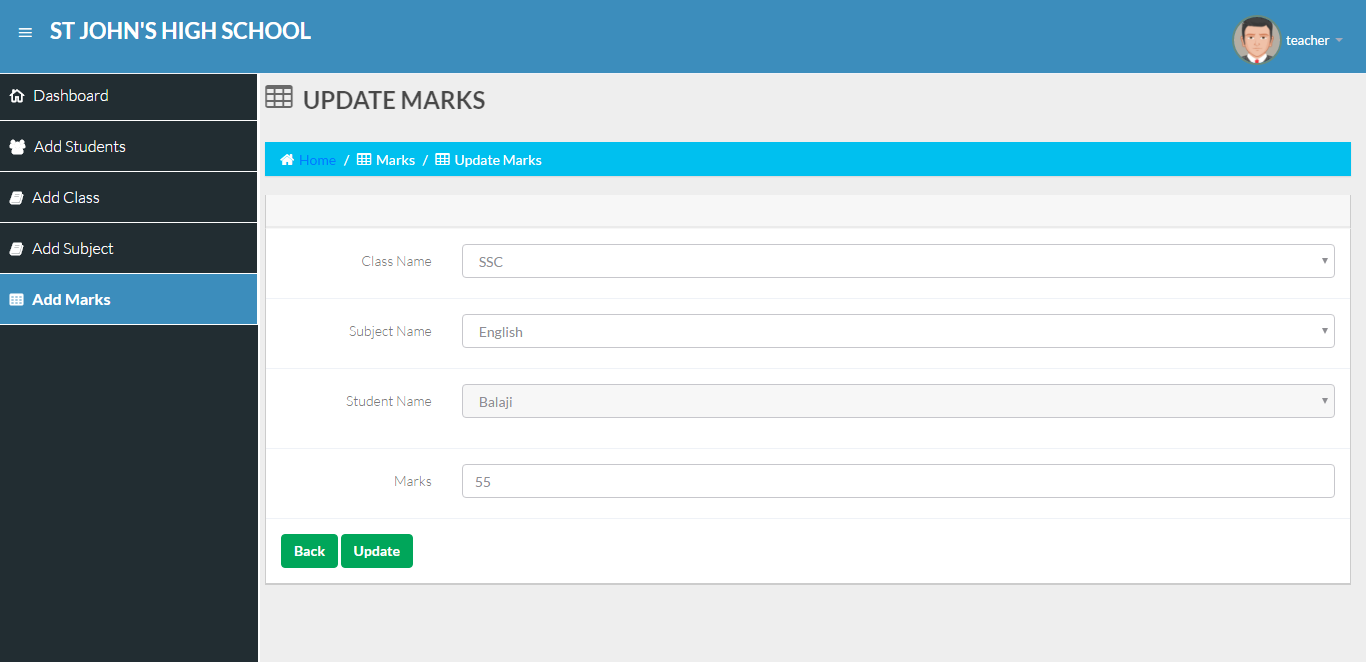 ST JOHN'S HIGH SCHOOL
teacher
Dashboard
Add Students
Add Class
Add Subject
Add Marks
UPDATE MARKS
Home / Marks / Update Marks
Class Name SSC
Subject Name English
Student Name Balaji
Marks 55
Back Update